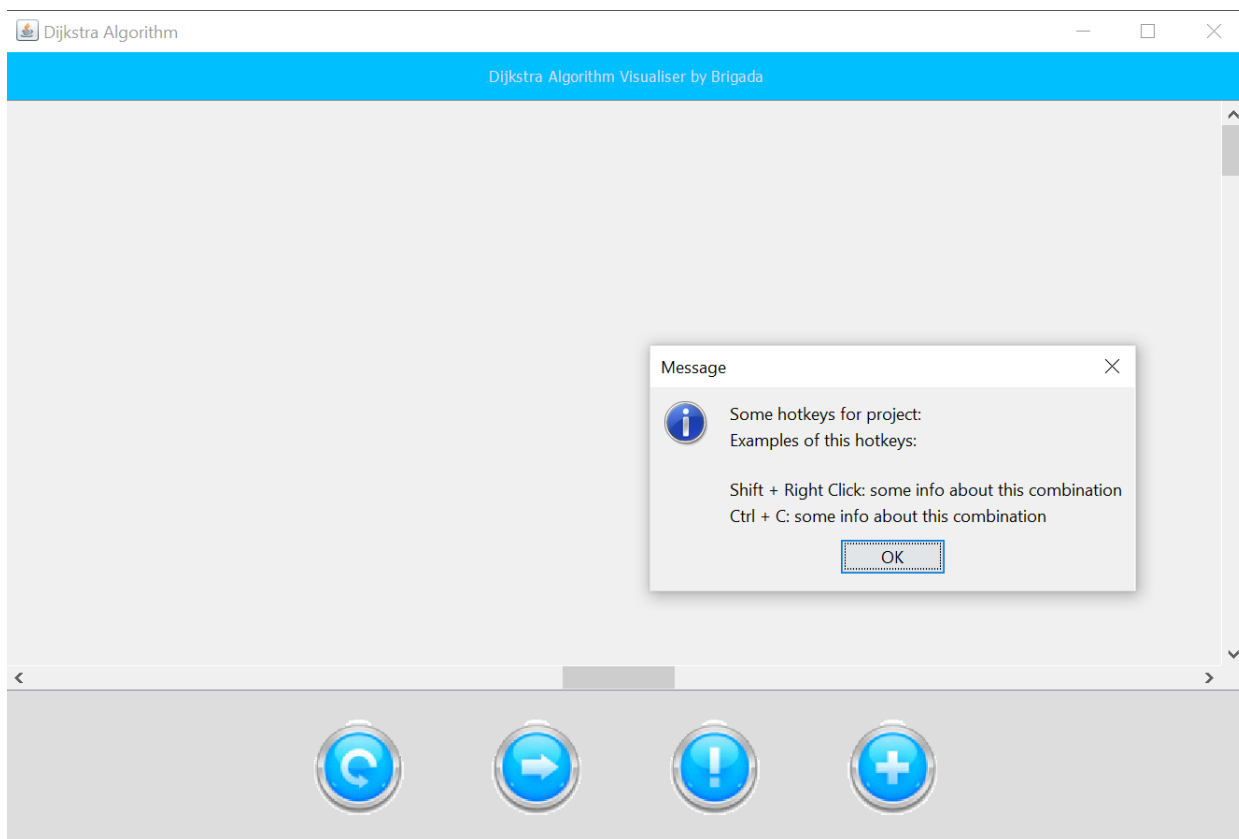 Dijkstra Algorithm
Dijkstra Algorithm Visualiser by Brigada
Message
Some hotkeys for project:
Examples of this hotkeys:
Shift + Right Click: some info about this combination
Ctrl + C: some info about this combination
OK